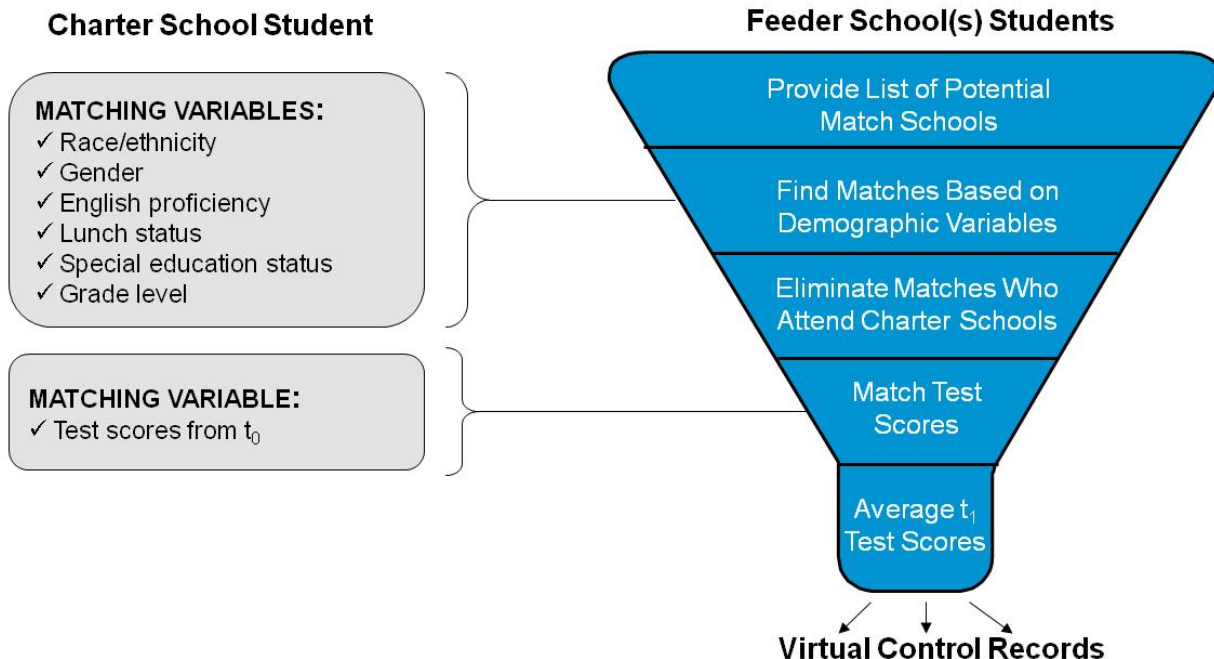 Charter School Student
MATCHING VARIABLES:
✓ Race/ethnicity
✓ Gender
✓ English proficiency
✓ Lunch status
✓ Special education status
✓ Grade level
MATCHING VARIABLE:
✓ Test scores from t₀
Feeder School(s) Students
Provide List of Potential
Match Schools
Find Matches Based on
Demographic Variables
Eliminate Matches Who
Attend Charter Schools
Match Test
Scores
Average t₁
Test Scores
Virtual Control Records